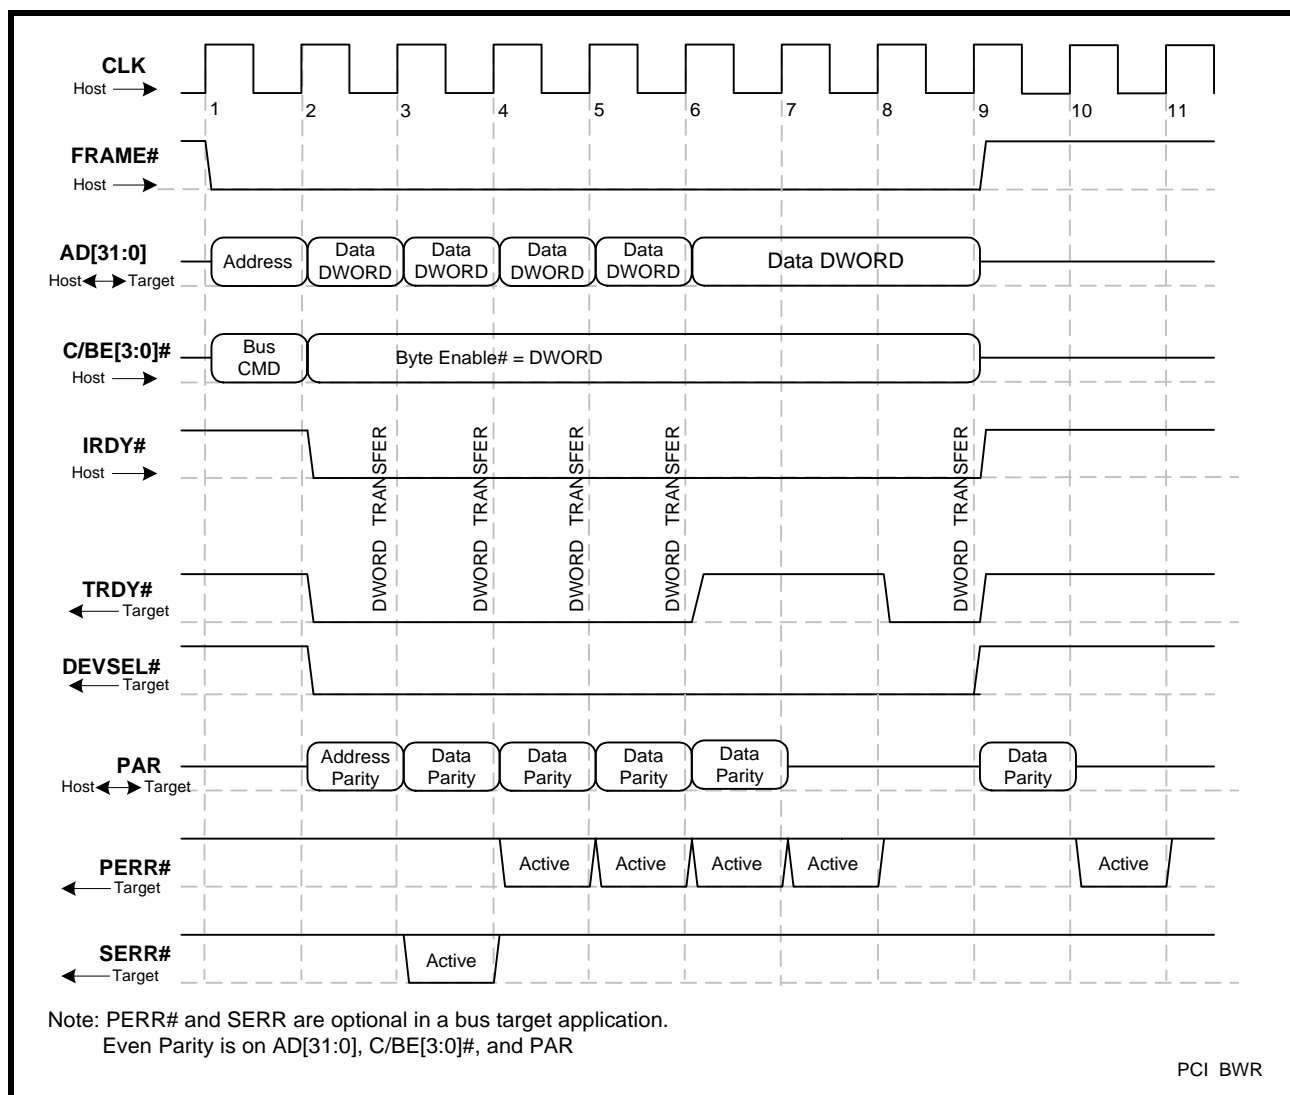 CLK
Host
1 2 3 4 5 6 7 8 9 10 11
FRAME#
Host
AD[31:0]
Host Target
Address
Data
DWORD
Data
DWORD
Data
DWORD
Data
DWORD
Data DWORD
C/BE[3:0]#
Host
Bus
CMD
Byte Enable# = DWORD
IRDY#
Host
DWORD TRANSFER
DWORD TRANSFER
DWORD TRANSFER
DWORD TRANSFER
DWORD TRANSFER
TRDY#
Target
DEVSEL#
Target
PAR
Host Target
Address
Parity
Data
Parity
Data
Parity
Data
Parity
Data
Parity
Data
Parity
PERR#
Target
Active
Active
Active
Active
Active
SERR#
Target
Active
Note: PERR# and SERR are optional in a bus target application.
Even Parity is on AD[31:0], C/BE[3:0]#, and PAR
PCI BWR